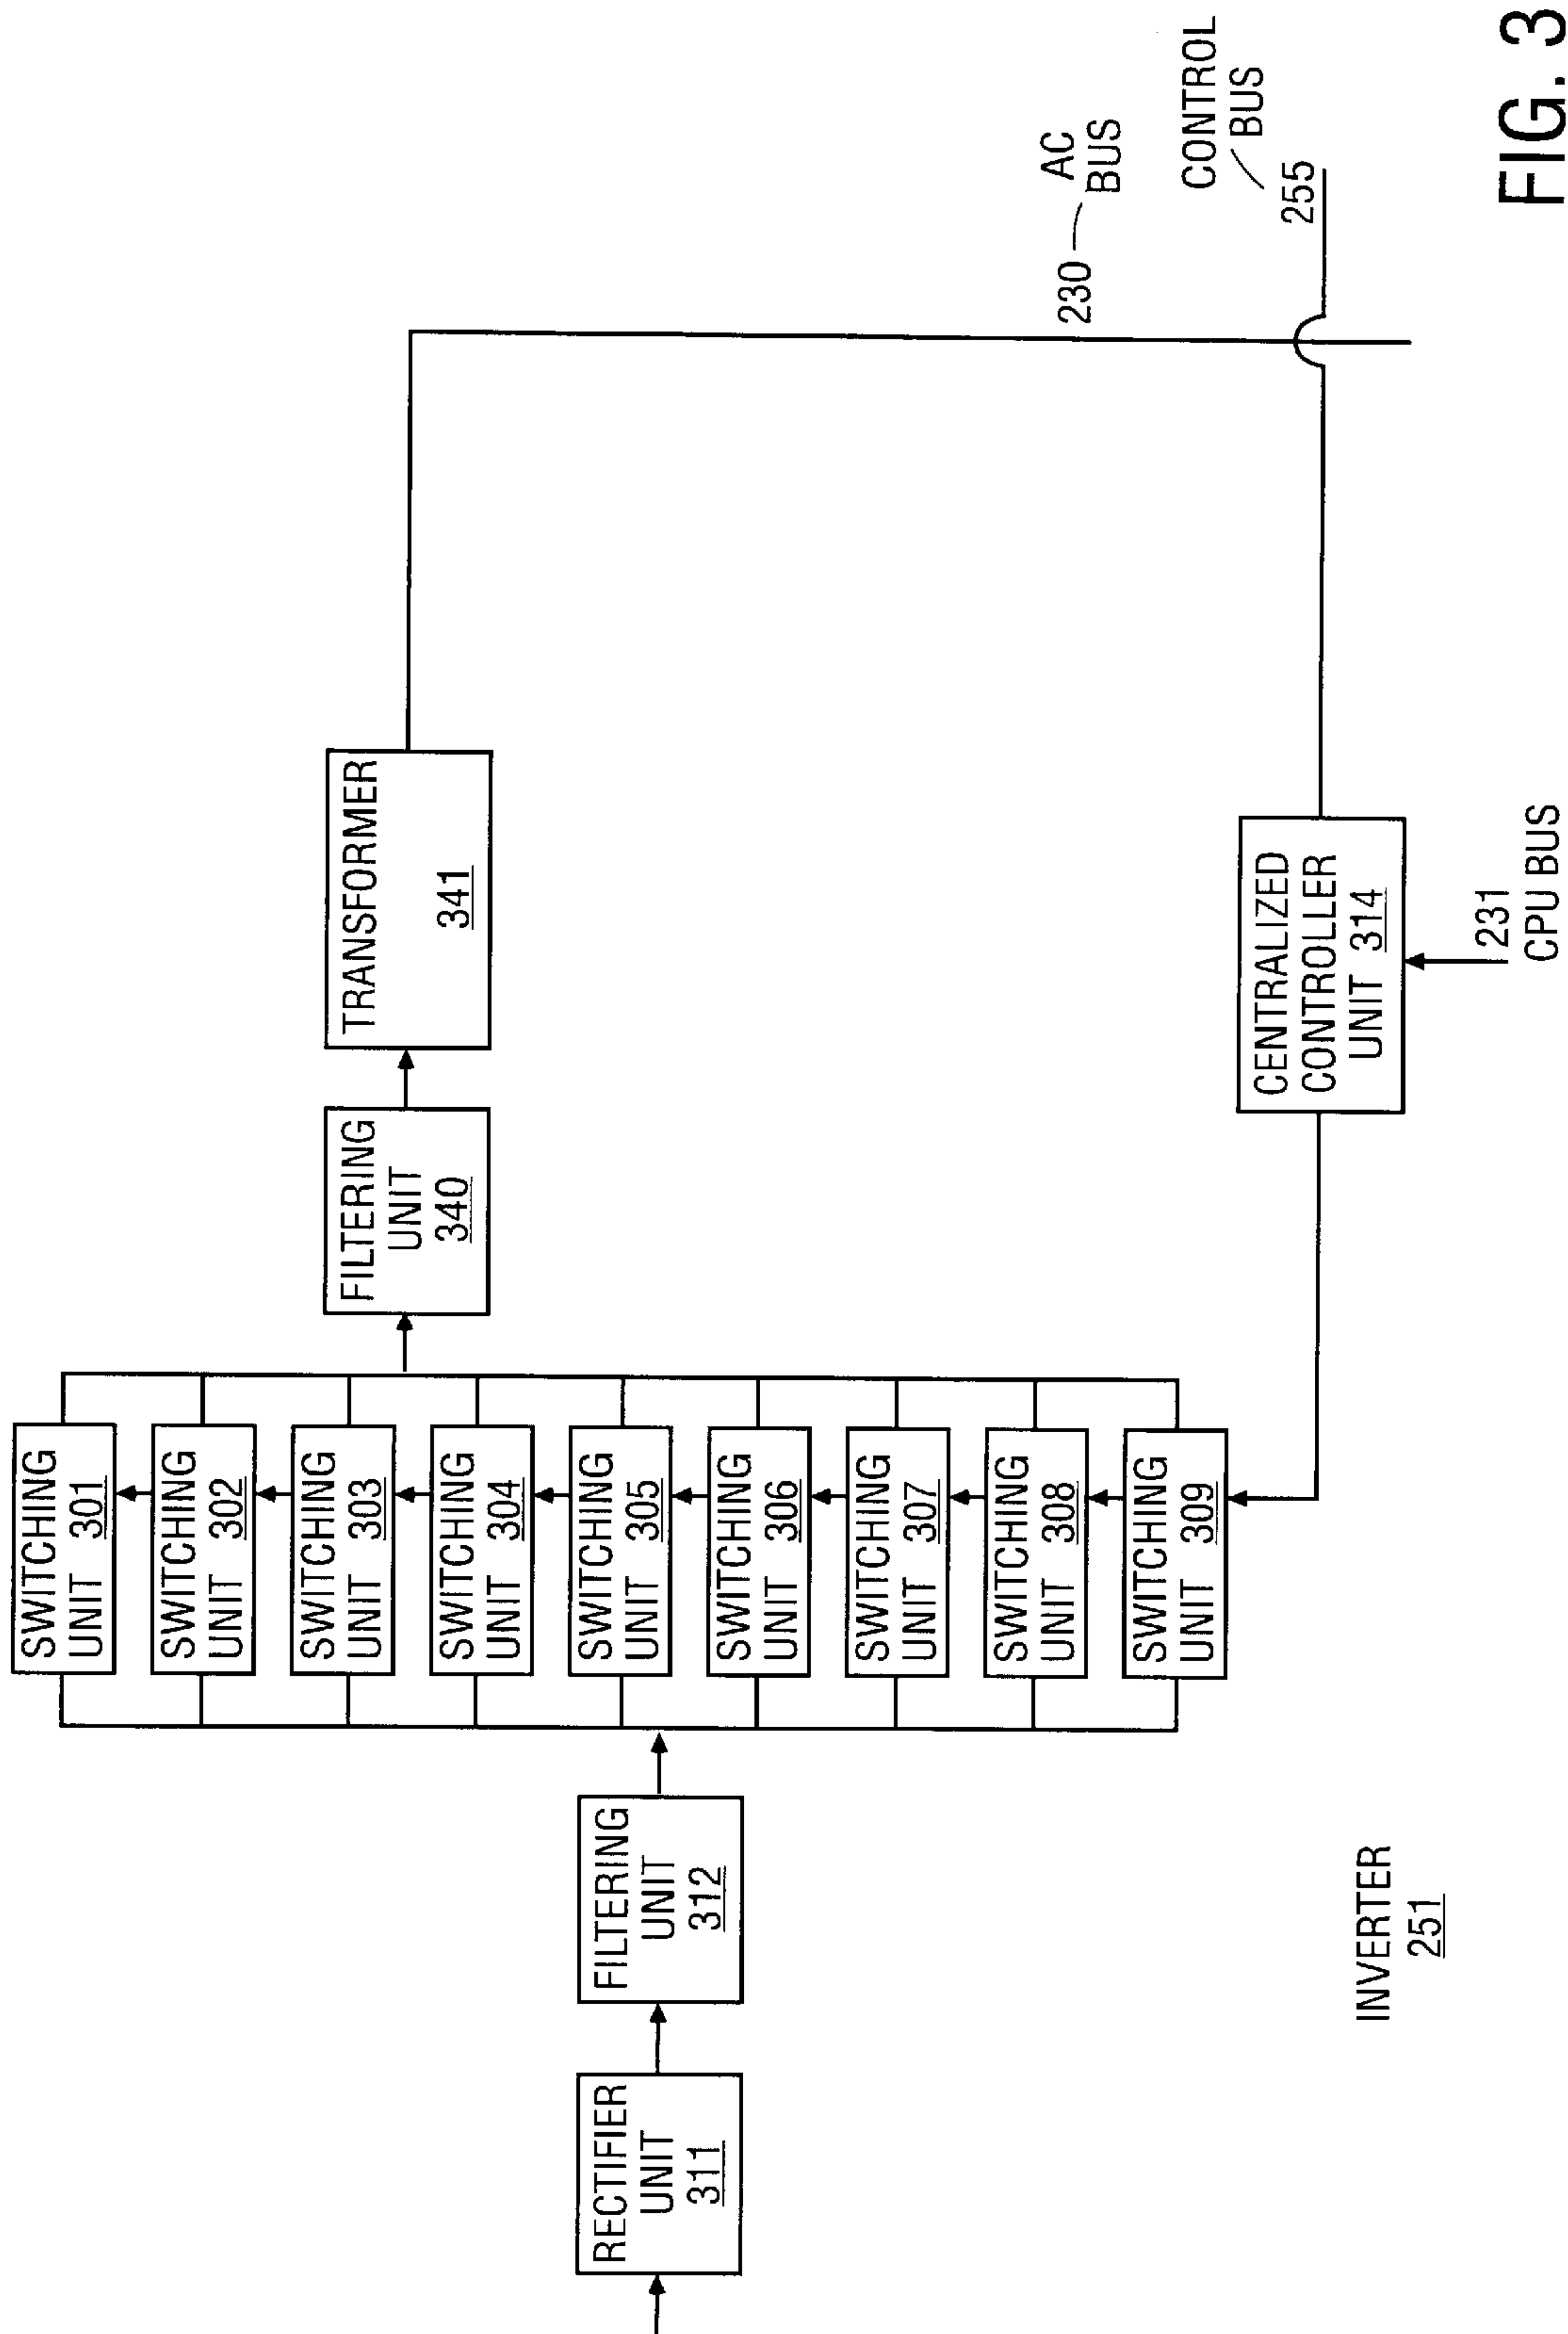 SWITCHING
UNIT 301
SWITCHING
UNIT 302
SWITCHING
UNIT 303
SWITCHING
UNIT 304
SWITCHING
UNIT 305
SWITCHING
UNIT 306
SWITCHING
UNIT 307
SWITCHING
UNIT 308
SWITCHING
UNIT 309
RECTIFIER
UNIT
311
FILTERING
UNIT
312
FILTERING
UNIT
340
TRANSFORMER
341
230
AC
BUS
CONTROL
BUS
255
CENTRALIZED
CONTROLLER
UNIT 314
231
CPU BUS
INVERTER
251
FIG. 3